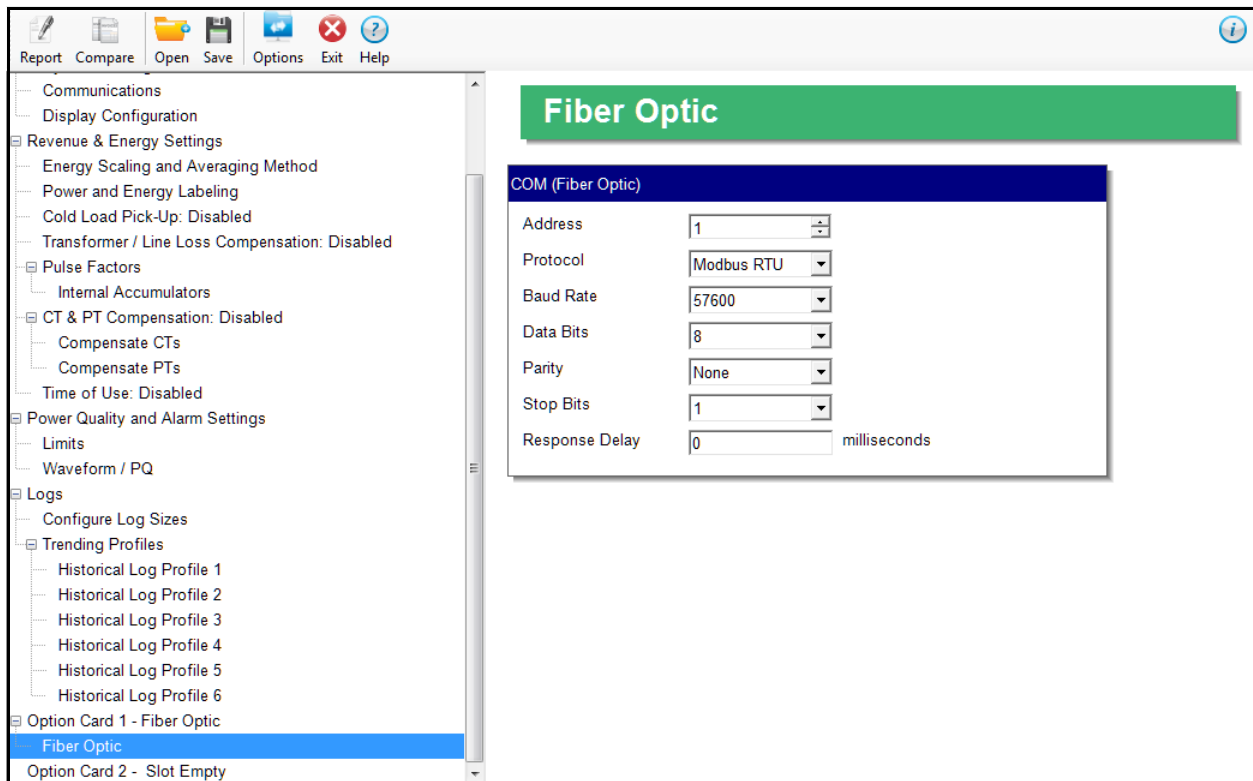 Report Compare Open Save Options Exit Help
Communications
Display Configuration
Revenue & Energy Settings
Energy Scaling and Averaging Method
Power and Energy Labeling
Cold Load Pick-Up: Disabled
Transformer / Line Loss Compensation: Disabled
Pulse Factors
Internal Accumulators
CT & PT Compensation: Disabled
Compensate CTs
Compensate PTs
Time of Use: Disabled
Power Quality and Alarm Settings
Limits
Waveform / PQ
Logs
Configure Log Sizes
Trending Profiles
Historical Log Profile 1
Historical Log Profile 2
Historical Log Profile 3
Historical Log Profile 4
Historical Log Profile 5
Historical Log Profile 6
Option Card 1 - Fiber Optic
Fiber Optic
Option Card 2 - Slot Empty
Fiber Optic
COM (Fiber Optic)
Address 1
Protocol Modbus RTU
Baud Rate 57600
Data Bits 8
Parity None
Stop Bits 1
Response Delay 0 milliseconds